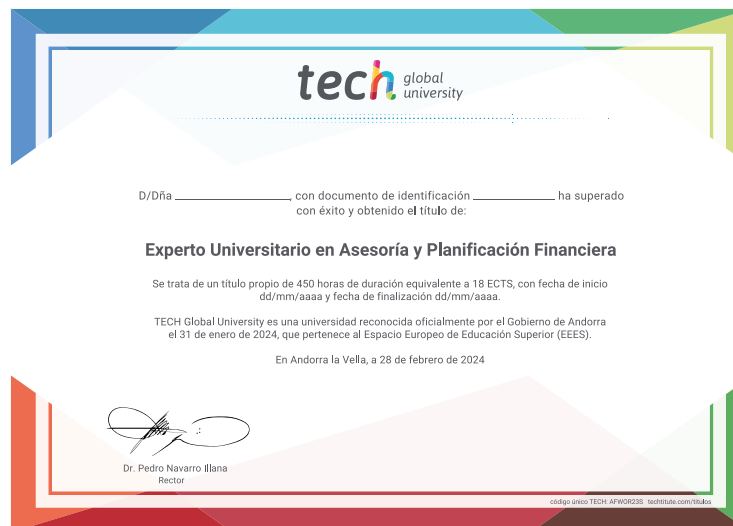 tech global university
D/Dña ____________________, con documento de identificación ______________ ha superado
con éxito y obtenido el título de:
Experto Universitario en Asesoría y Planificación Financiera
Se trata de un título propio de 450 horas de duración equivalente a 18 ECTS, con fecha de inicio
dd/mm/aaaa y fecha de finalización dd/mm/aaaa.
TECH Global University es una universidad reconocida oficialmente por el Gobierno de Andorra
el 31 de enero de 2024, que pertenece al Espacio Europeo de Educación Superior (EEES).
En Andorra la Vella, a 28 de febrero de 2024
Dr. Pedro Navarro Illana
Rector
código único TECH: AFWOR23S techtitute.com/titulos